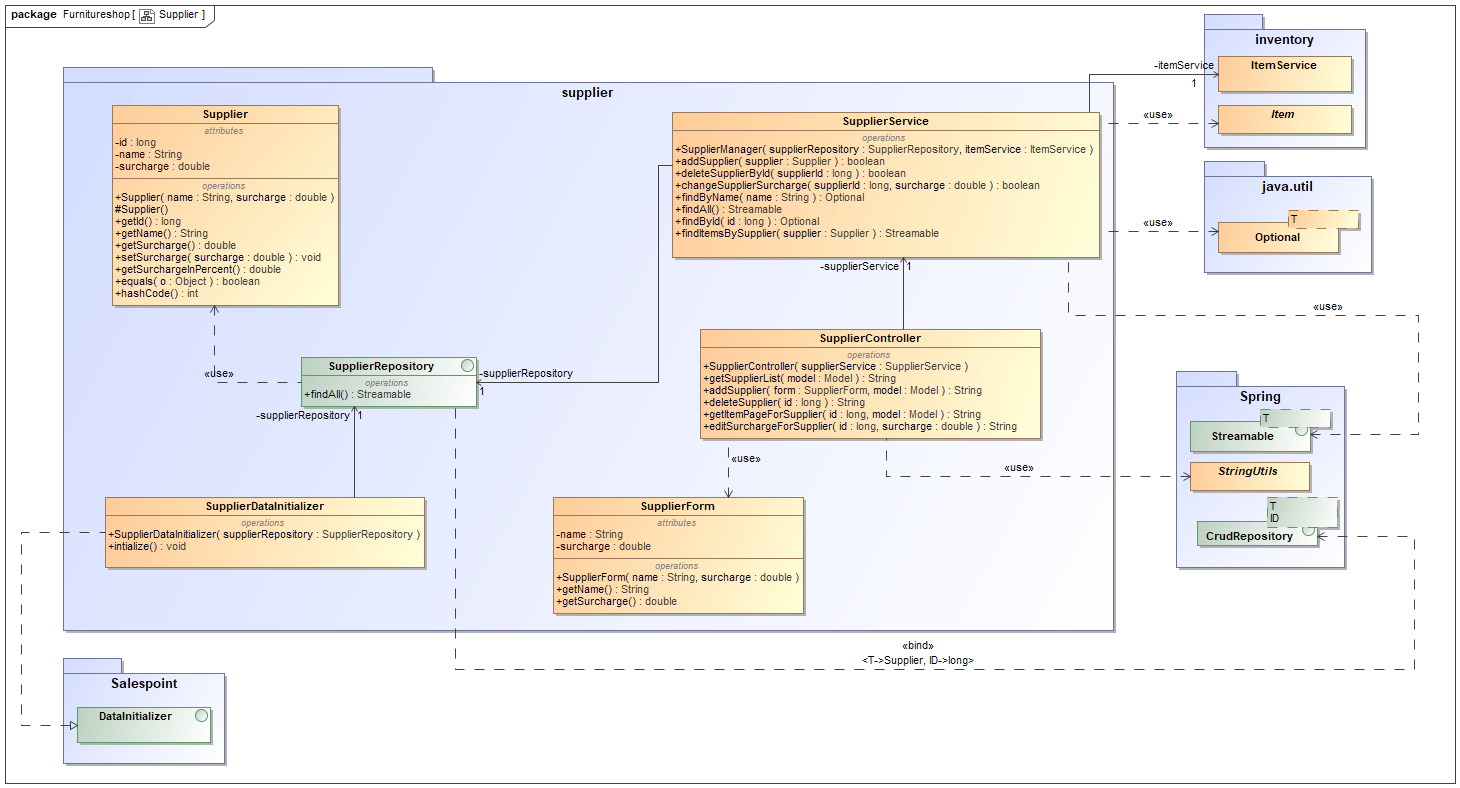 package Furnitureshop [ Supplier ]
supplier
Supplier
attributes
-id : long
-name : String
-surcharge : double
operations
+Supplier( name : String, surcharge : double )
#Supplier()
+getId() : long
+getName() : String
+getSurcharge() : double
+setSurcharge( surcharge : double ) : void
+getSurchargeInPercent() : double
+equals( o : Object ) : boolean
+hashCode() : int
SupplierService
operations
+SupplierManager( supplierRepository : SupplierRepository, itemService : ItemService )
+addSupplier( supplier : Supplier ) : boolean
+deleteSupplierById( supplierId : long ) : boolean
+changeSupplierSurcharge( supplierId : long, surcharge : double ) : boolean
+findByName( name : String ) : Optional
+findAll() : Streamable
+findById( id : long ) : Optional
+findItemsBySupplier( supplier : Supplier ) : Streamable
-itemService
1
inventory
ItemService
Item
«use»
java.util
T
Optional
«use»
-supplierService
1
«use»
SupplierController
operations
+SupplierController( supplierService : SupplierService )
+getSupplierList( model : Model ) : String
+addSupplier( form : SupplierForm, model : Model ) : String
+deleteSupplier( id : long ) : String
+getItemPageForSupplier( id : long, model : Model ) : String
+editSurchargeForSupplier( id : long, surcharge : double ) : String
«use»
SupplierRepository
operations
+findAll() : Streamable
-supplierRepository
1
-supplierRepository
1
Spring
T
Streamable
StringUtils
T
ID
CrudRepository
«use»
«use»
SupplierDataInitializer
operations
+SupplierDataInitializer( supplierRepository : SupplierRepository )
+intialize() : void
SupplierForm
attributes
-name : String
-surcharge : double
operations
+SupplierForm( name : String, surcharge : double )
+getName() : String
+getSurcharge() : double
«bind»
<T->Supplier, ID->long>
Salespoint
DataInitializer